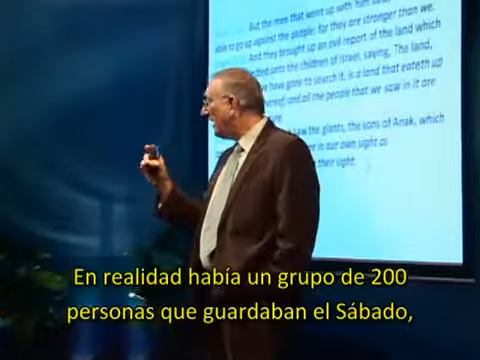 But the men that went up with him
able to go up against the people; for they are stronger than we.
And they brought up an evil report of the land which
unto the children of Israel, saying, The land,
have gone to search it, is a land that eateth up
and all the people that we saw in it are
saw the giants, the sons of Anak, which
in our own sight as
their sight.
En realidad había un grupo de 200
personas que guardaban el Sábado,